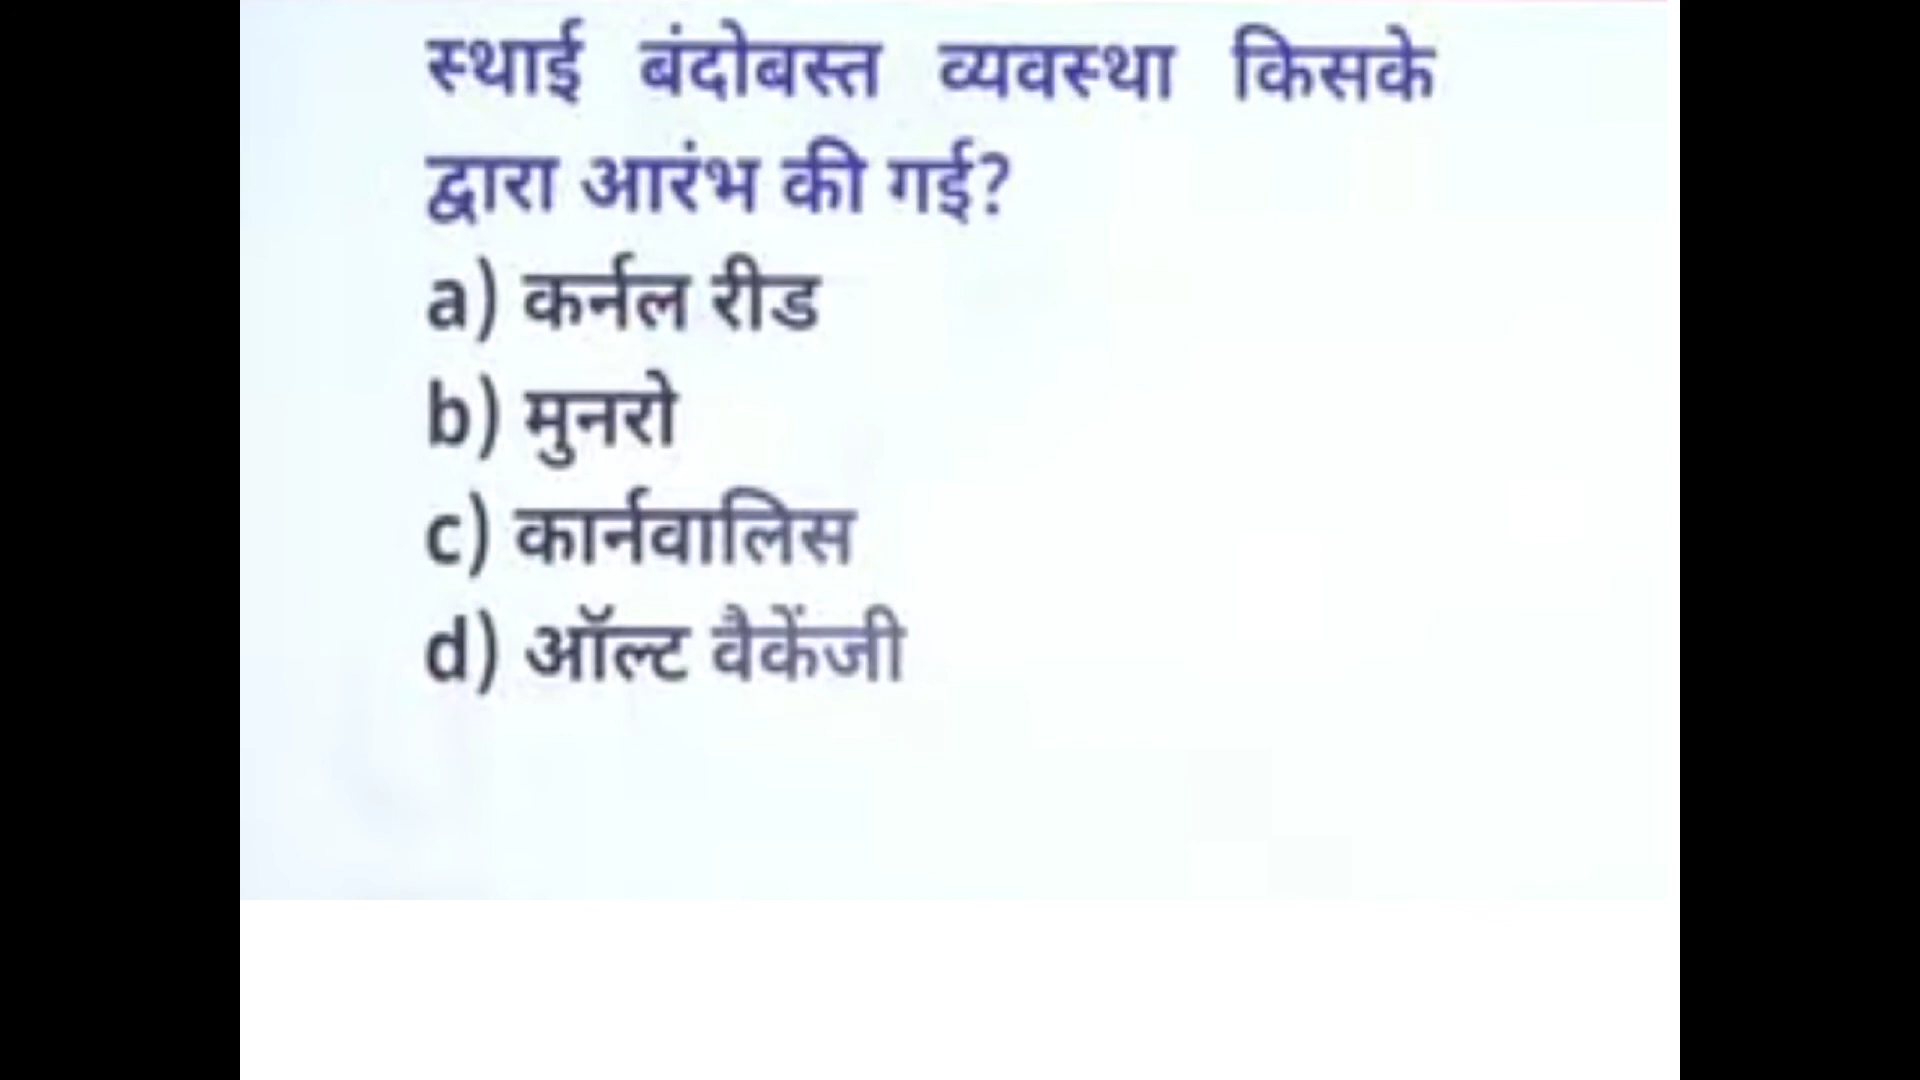 स्थाई बंदोबस्त व्यवस्था किसके
द्वारा आरंभ की गई?
a) कर्नल रीड
b) मुनरो
c) कार्नवालिस
d) ऑल्ट वैकेंजी